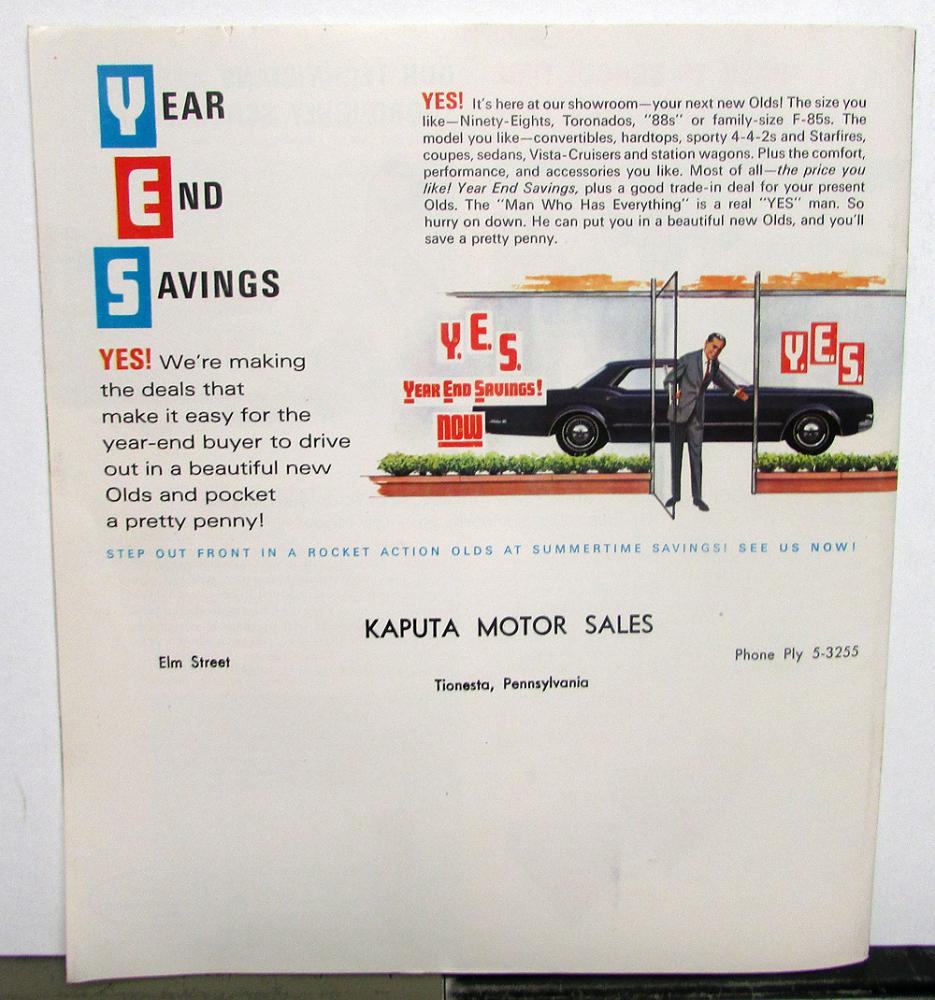 YEAR
END
SAVINGS
YES! We're making
the deals that
make it easy for the
year-end buyer to drive
out in a beautiful new
Olds and pocket
a pretty penny!
YES! It's here at our showroom—your next new Olds! The size you
like—Ninety-Eights, Toronados, "88s" or family-size F-85s. The
model you like—convertibles, hardtops, sporty 4-4-2s and Starfires,
coupes, sedans, Vista-Cruisers and station wagons. Plus the comfort,
performance, and accessories you like. Most of all—the price you
like! Year End Savings, plus a good trade-in deal for your present
Olds. The "Man Who Has Everything" is a real "YES" man. So
hurry on down. He can put you in a beautiful new Olds, and you'll
save a pretty penny.
Y.E.S.
YEAR END SAVINGS!
NOW
Y.E.S.
STEP OUT FRONT IN A ROCKET ACTION OLDS AT SUMMERTIME SAVINGS! SEE US NOW!
KAPUTA MOTOR SALES
Elm Street
Phone Ply 5-3255
Tionesta, Pennsylvania